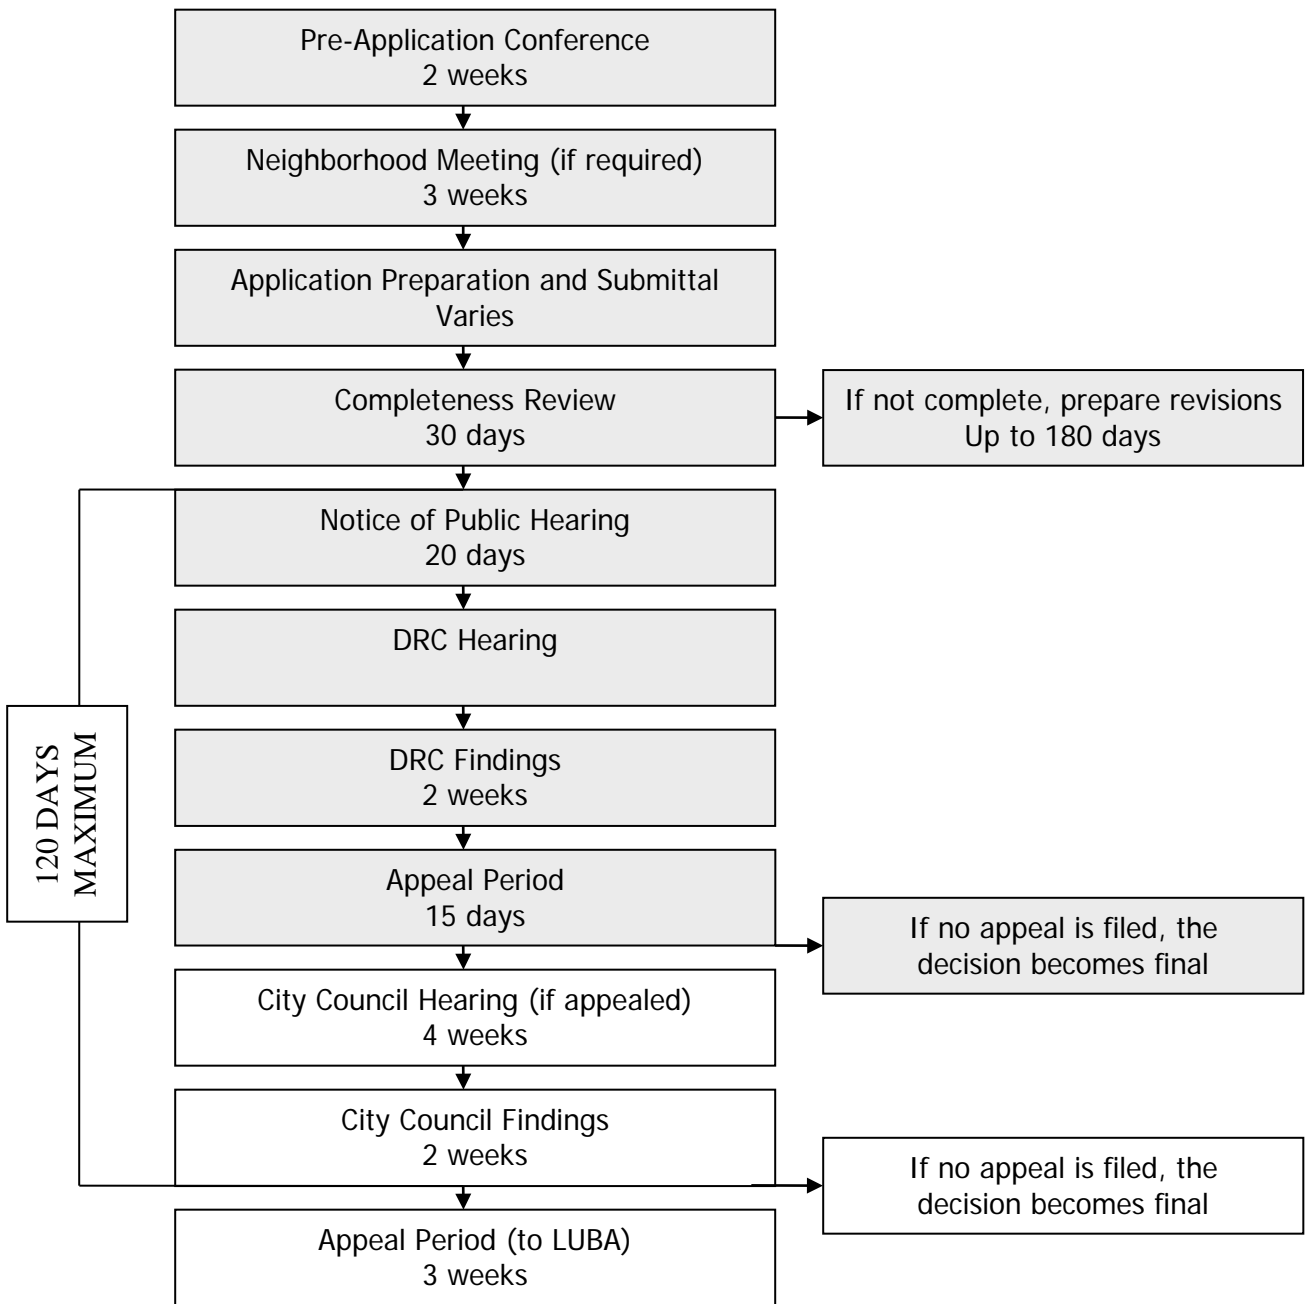 Pre-Application Conference
2 weeks
Neighborhood Meeting (if required)
3 weeks
Application Preparation and Submittal
Varies
Completeness Review
30 days
If not complete, prepare revisions
Up to 180 days
Notice of Public Hearing
20 days
DRC Hearing
120 DAYS
MAXIMUM
DRC Findings
2 weeks
Appeal Period
15 days
If no appeal is filed, the
decision becomes final
City Council Hearing (if appealed)
4 weeks
City Council Findings
2 weeks
If no appeal is filed, the
decision becomes final
Appeal Period (to LUBA)
3 weeks